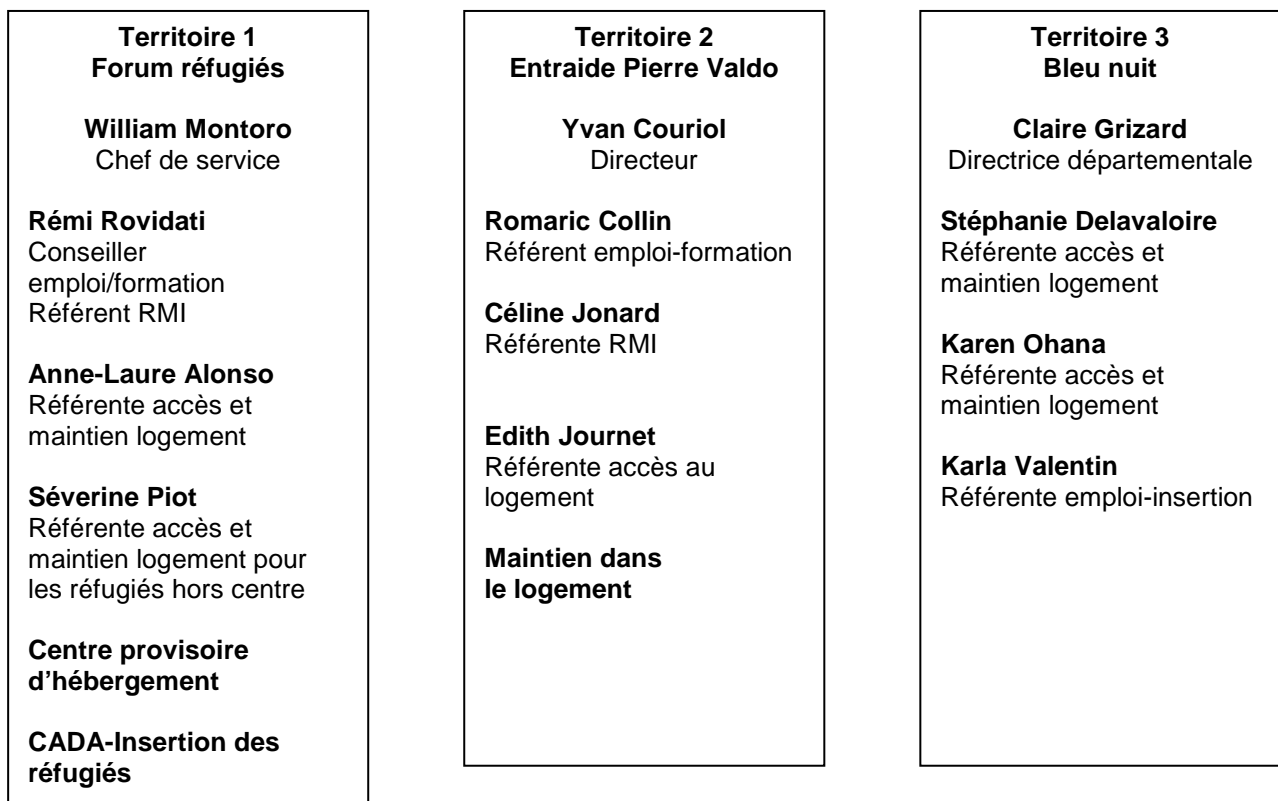 Territoire 1
Forum réfugiés
William Montoro
Chef de service
Rémi Rovidati
Conseiller
emploi/formation
Référent RMI
Anne-Laure Alonso
Référente accès et
maintien logement
Séverine Piot
Référente accès et
maintien logement pour
les réfugiés hors centre
Centre provisoire
d'hébergement
CADA-Insertion des
réfugiés
Territoire 2
Entraide Pierre Valdo
Yvan Couriol
Directeur
Romaric Collin
Référent emploi-formation
Céline Jonard
Référente RMI
Edith Journet
Référente accès au
logement
Maintien dans
le logement
Territoire 3
Bleu nuit
Claire Grizard
Directrice départementale
Stéphanie Delavaloire
Référente accès et
maintien logement
Karen Ohana
Référente accès et
maintien logement
Karla Valentin
Référente emploi-insertion